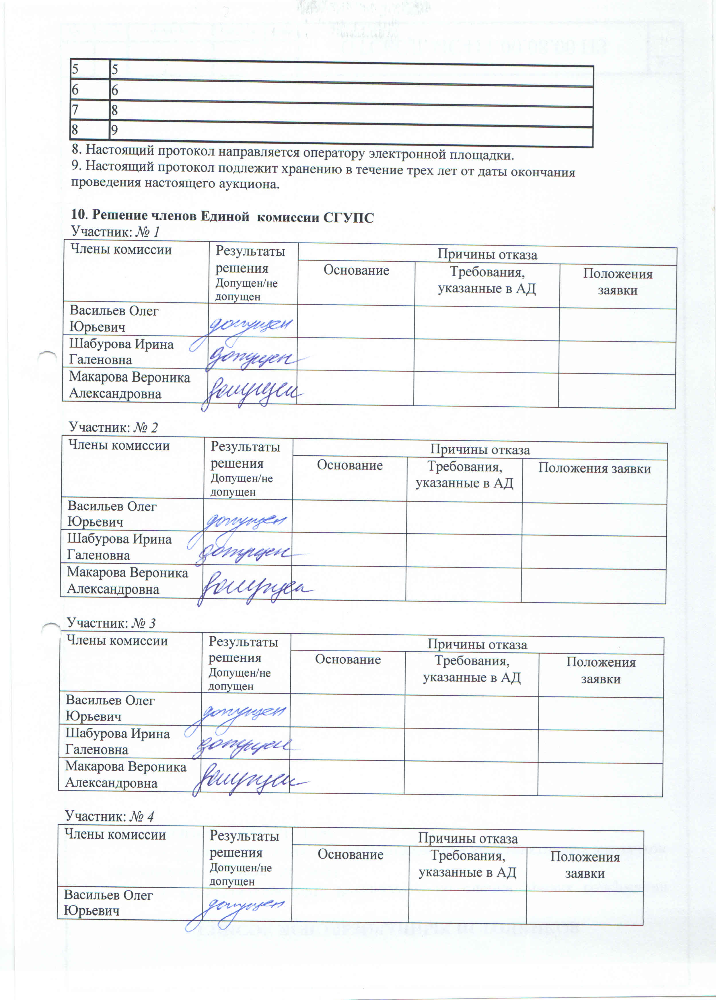 5 5
6 6
7 8
8 9
8. Настоящий протокол направляется оператору электронной площадки.
9. Настоящий протокол подлежит хранению в течение трех лет от даты окончания
проведения настоящего аукциона.
10. Решение членов Единой комиссии СГУПС
Участник: № 1
Члены комиссии Результаты Причины отказа
решения Основание Требования, Положения
Допущен/не указанные в АД заявки
допущен
Васильев Олег
Юрьевич допущен
Шабурова Ирина
Галеновна допущен
Макарова Вероника
Александровна допущен
Участник: № 2
Члены комиссии Результаты Причины отказа
решения Основание Требования, Положения заявки
Допущен/не указанные в АД
допущен
Васильев Олег
Юрьевич допущен
Шабурова Ирина
Галеновна допущен
Макарова Вероника
Александровна допущен
Участник: № 3
Члены комиссии Результаты Причины отказа
решения Основание Требования, Положения
Допущен/не указанные в АД заявки
допущен
Васильев Олег
Юрьевич допущен
Шабурова Ирина
Галеновна допущен
Макарова Вероника
Александровна допущен
Участник: № 4
Члены комиссии Результаты Причины отказа
решения Основание Требования, Положения
Допущен/не указанные в АД заявки
допущен
Васильев Олег
Юрьевич допущен